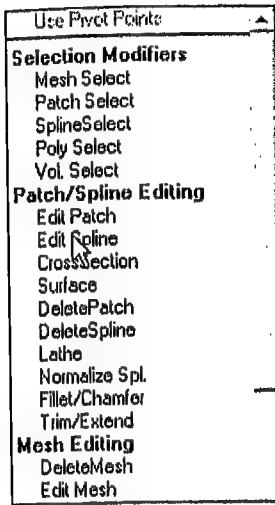 Use Pivot Points
Selection Modifiers
Mesh Select
Patch Select
SplineSelect
Poly Select
Vol. Select
Patch/Spline Editing
Edit Patch
Edit Spline
CrossSection
Surface
DeletePatch
DeleteSpline
Lathe
Normalize Spl.
Fillet/Chamfer
Trim/Extend
Mesh Editing
DeleteMesh
Edit Mesh